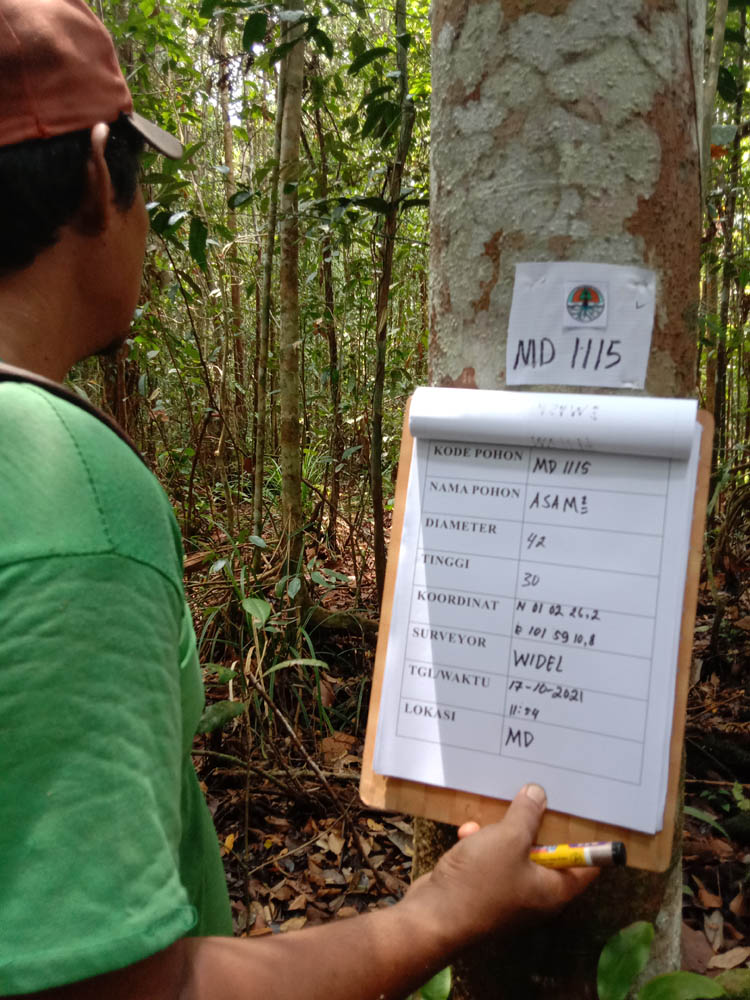 MD 1115
KODE POHON MD 1115
NAMA POHON ASAM²
DIAMETER 42
TINGGI 30
KOORDINAT N 01 02 26,2
E 101 59 10,8
SURVEYOR WIDEL
TGL/WAKTU 17-10-2021
11:54
LOKASI MD